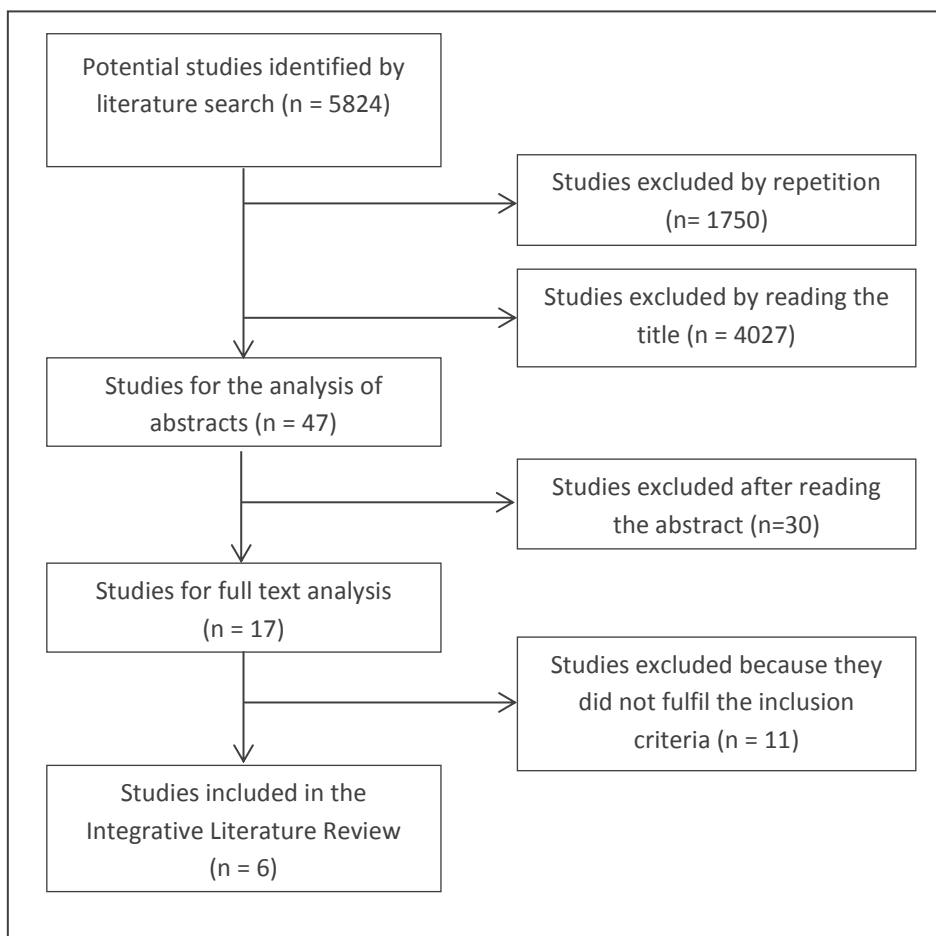 Potential studies identified by
literature search (n = 5824)
Studies excluded by repetition
(n= 1750)
Studies excluded by reading the
title (n = 4027)
Studies for the analysis of
abstracts (n = 47)
Studies excluded after reading
the abstract (n=30)
Studies for full text analysis
(n = 17)
Studies excluded because they
did not fulfil the inclusion
criteria (n = 11)
Studies included in the
Integrative Literature Review
(n = 6)